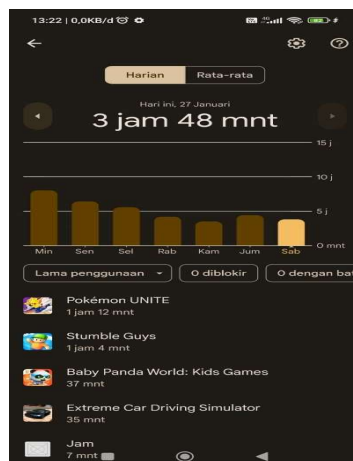 13:22 | 0,0KB/d
Harian
Rata-rata
Hari ini, 27 Januari
3 jam 48 mnt
15 j
10 j
5 j
0 mnt
Min Sen Sel Rab Kam Jum Sab
Lama penggunaan
0 diblokir
0 dengan bat
Pokémon UNITE
1 jam 12 mnt
Stumble Guys
1 jam 4 mnt
Baby Panda World: Kids Games
37 mnt
Extreme Car Driving Simulator
35 mnt
Jam
7 mnt